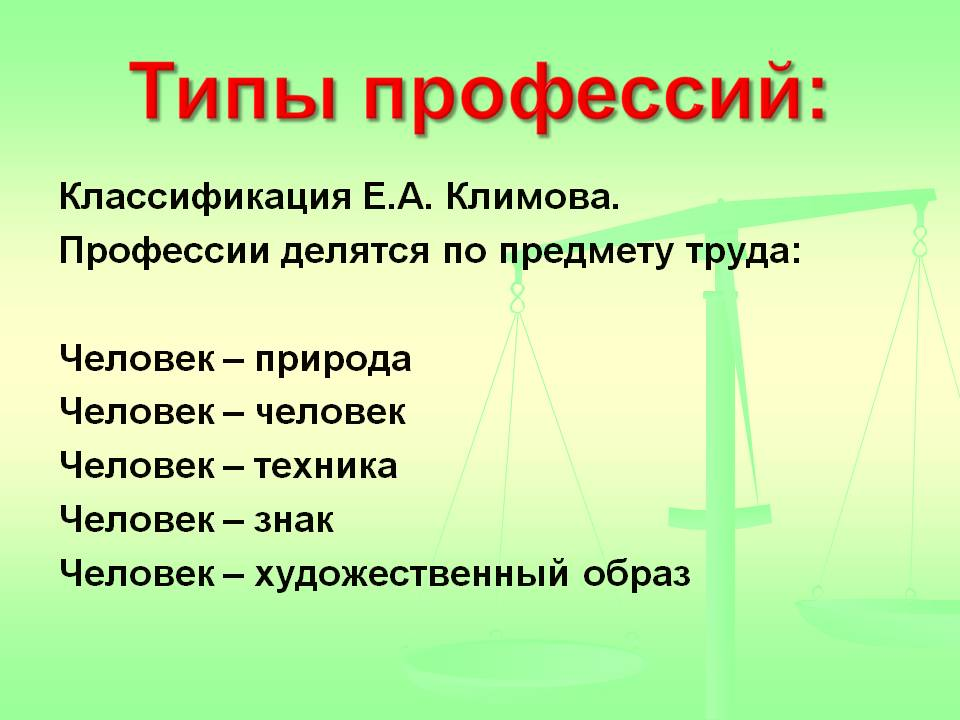 Типы профессий:
Классификация Е.А. Климова.
Профессии делятся по предмету труда:
Человек – природа
Человек – человек
Человек – техника
Человек – знак
Человек – художественный образ